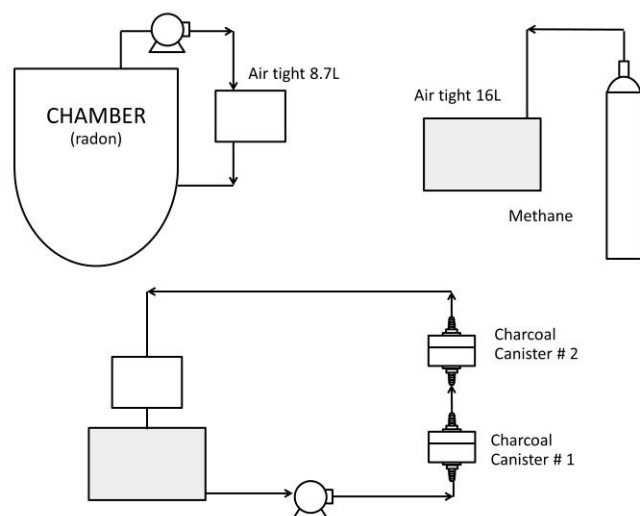 CHAMBER
(radon)
Air tight 8.7L
Air tight 16L
Methane
Charcoal
Canister # 2
Charcoal
Canister # 1